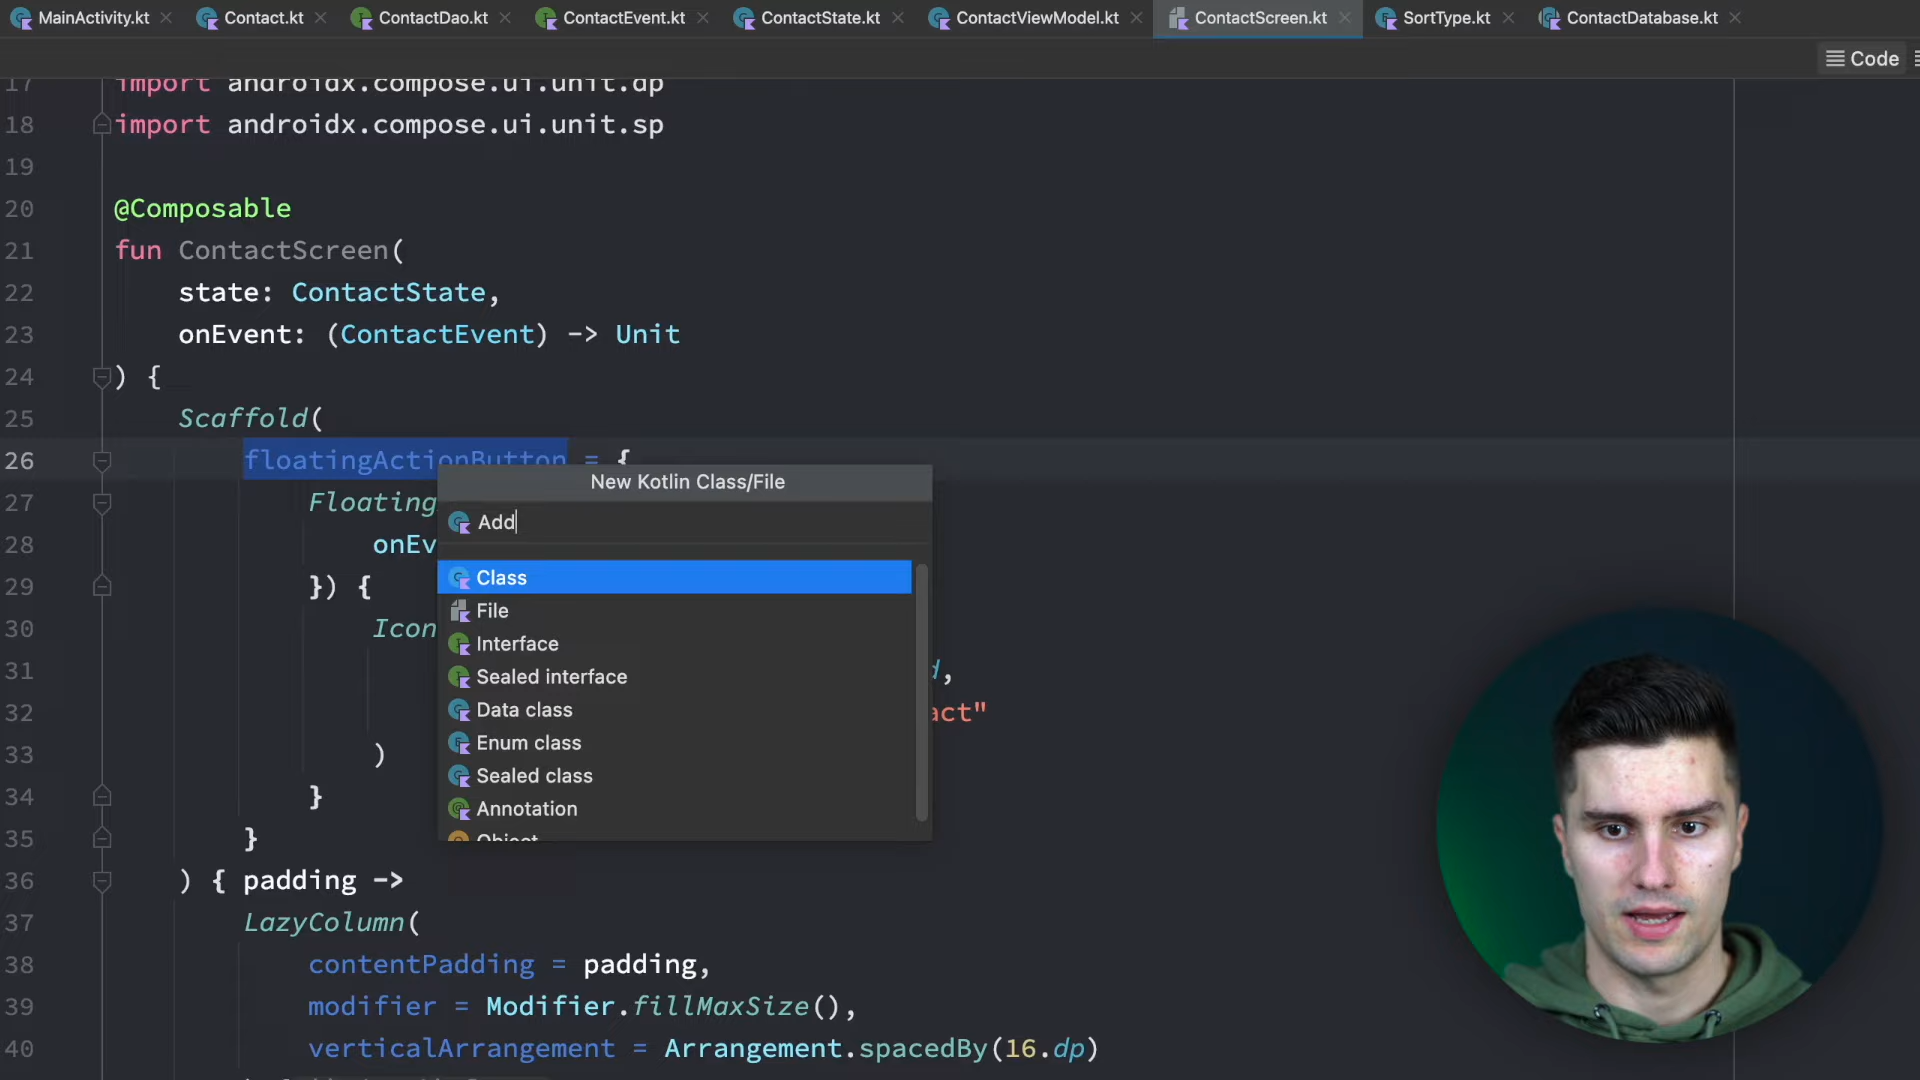 MainActivity.kt Contact.kt ContactDao.kt ContactEvent.kt ContactState.kt ContactViewModel.kt ContactScreen.kt SortType.kt ContactDatabase.kt
Code
17 import androidx.compose.ui.unit.dp
18 import androidx.compose.ui.unit.sp
19
20 @Composable
21 fun ContactScreen(
22 state: ContactState,
23 onEvent: (ContactEvent) -> Unit
24 ) {
25 Scaffold(
26 floatingActionButton = {
New Kotlin Class/File
27 Floating
Add
28 onEv
Class
29 }) {
File
30 Icon
Interface
31 d,
Sealed interface
32 act"
Data class
Enum class
33 )
Sealed class
34 }
Annotation
35 }
Object
36 ) { padding ->
37 LazyColumn(
38 contentPadding = padding,
39 modifier = Modifier.fillMaxSize(),
40 verticalArrangement = Arrangement.spacedBy(16.dp)